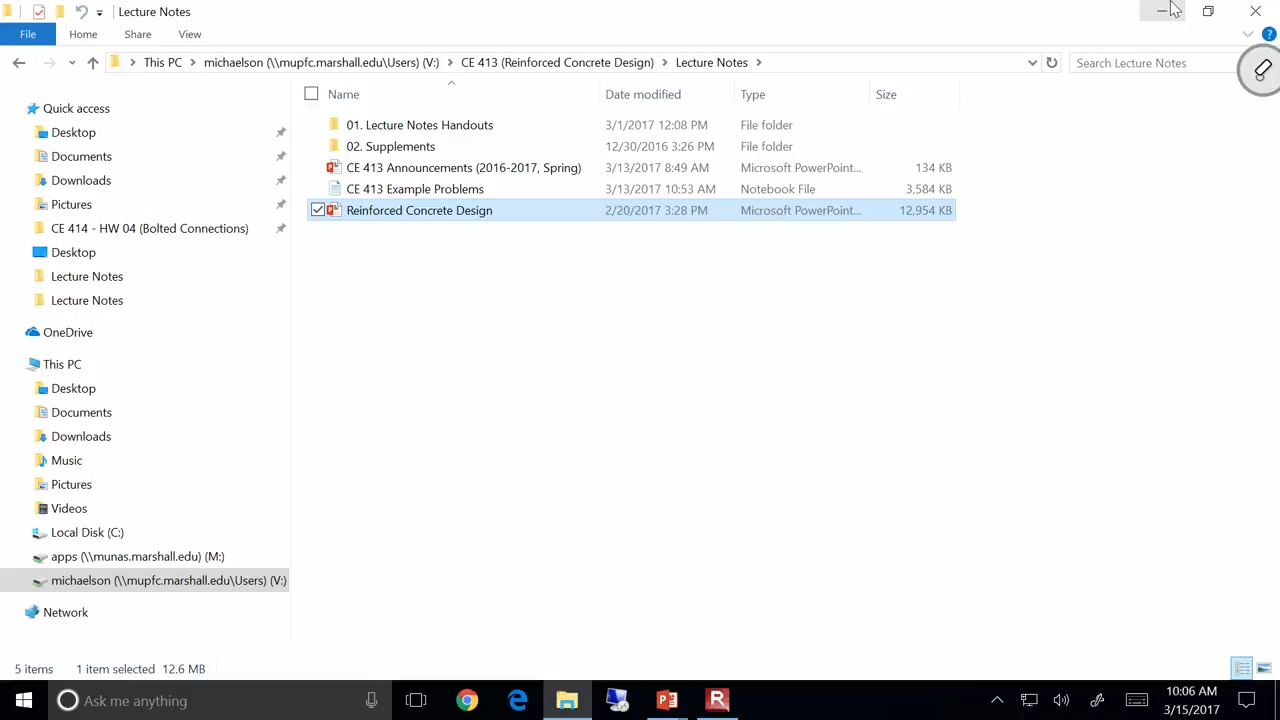 Lecture Notes
File Home Share View
This PC michaelson (\\mupfc.marshall.edu\Users) (V:) CE 413 (Reinforced Concrete Design) Lecture Notes
Search Lecture Notes
Name Date modified Type Size
01. Lecture Notes Handouts 3/1/2017 12:08 PM File folder
02. Supplements 12/30/2016 3:26 PM File folder
CE 413 Announcements (2016-2017, Spring) 3/13/2017 8:49 AM Microsoft PowerPoint... 134 KB
CE 413 Example Problems 3/13/2017 10:53 AM Notebook File 3,584 KB
Reinforced Concrete Design 2/20/2017 3:28 PM Microsoft PowerPoint... 12,954 KB
Quick access
Desktop
Documents
Downloads
Pictures
CE 414 - HW 04 (Bolted Connections)
Desktop
Lecture Notes
Lecture Notes
OneDrive
This PC
Desktop
Documents
Downloads
Music
Pictures
Videos
Local Disk (C:)
apps (\\munas.marshall.edu) (M:)
michaelson (\\mupfc.marshall.edu\Users) (V:)
Network
5 items 1 item selected 12.6 MB
Ask me anything
10:06 AM
3/15/2017